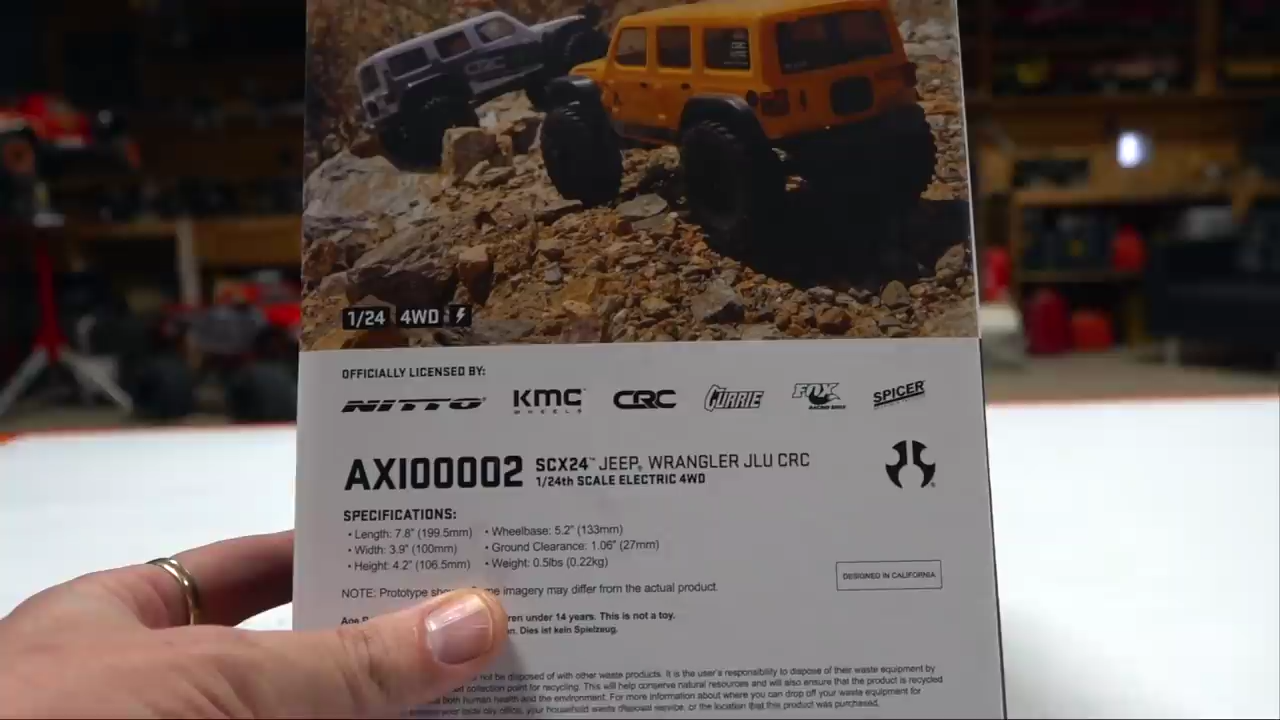 CRC
1/24 4WD
OFFICIALLY LICENSED BY:
NITTO KMC WHEELS CRC CURRIE FOX RACING SHOX SPICER
AXI00002 SCX24™ JEEP® WRANGLER JLU CRC
1/24th SCALE ELECTRIC 4WD
SPECIFICATIONS:
• Length: 7.8" (199.5mm) • Wheelbase: 5.2" (133mm)
• Width: 3.9" (100mm) • Ground Clearance: 1.06" (27mm)
• Height: 4.2" (106.5mm) • Weight: 0.5lbs (0.22kg)
DESIGNED IN CALIFORNIA
NOTE: Prototype imagery may differ from the actual product.
under 14 years. This is not a toy.
Dies ist kein Spielzeug.
not be disposed of with other waste products. It is the user's responsibility to dispose of their waste equipment by
collection point for recycling. This will help conserve natural resources and will also ensure that the product is recycled
both human health and the environment. For more information about where you can drop off your waste equipment for
city office, your household waste disposal service, or the location that this product was purchased.